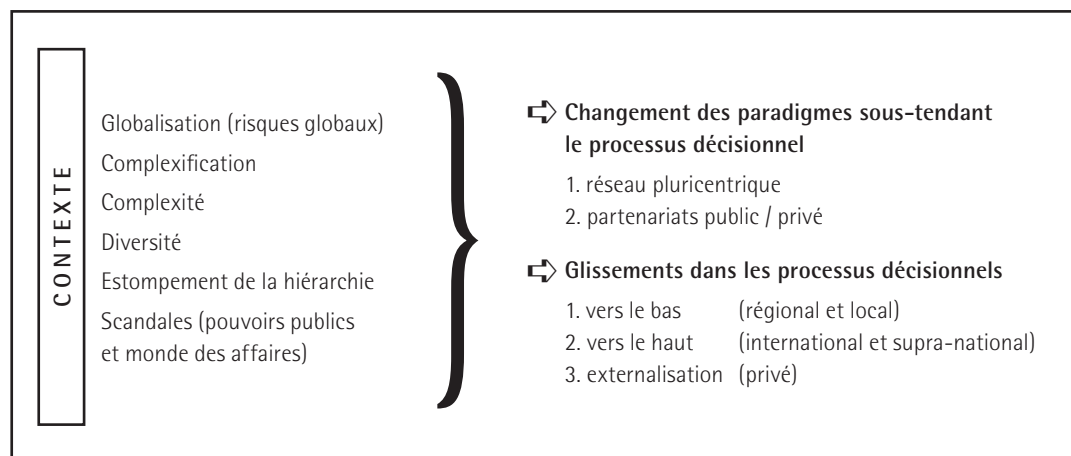 CONTEXTE
Globalisation (risques globaux)
Complexification
Complexité
Diversité
Estompement de la hiérarchie
Scandales (pouvoirs publics
et monde des affaires)
Changement des paradigmes sous-tendant
le processus décisionnel
1. réseau pluricentrique
2. partenariats public / privé
Glissements dans les processus décisionnels
1. vers le bas (régional et local)
2. vers le haut (international et supra-national)
3. externalisation (privé)